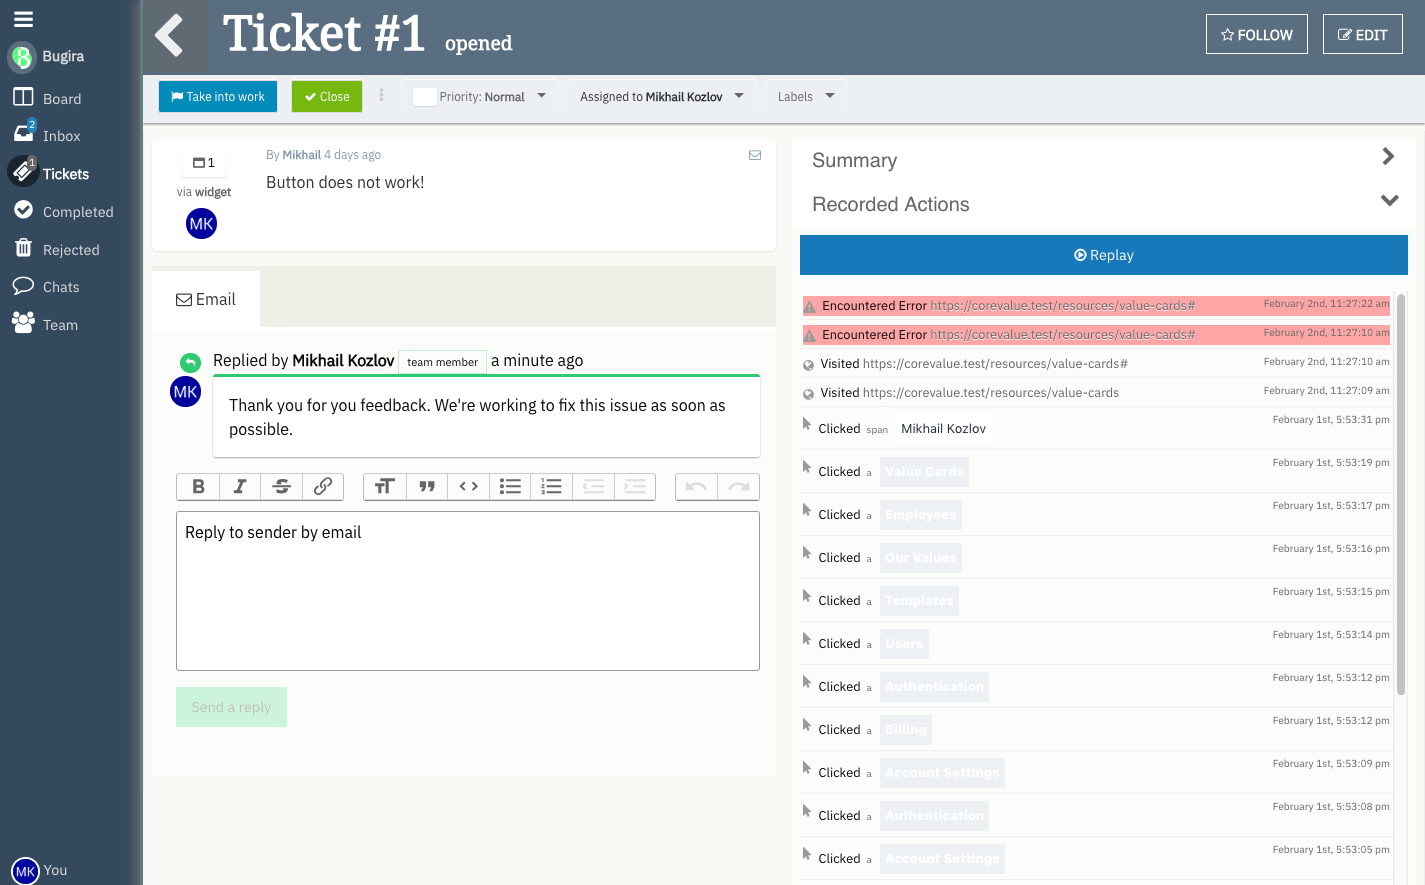 Bugira
Board
2
Inbox
1
Tickets
Completed
Rejected
Chats
Team
MK You
Ticket #1 opened
FOLLOW
EDIT
Take into work
Close
Priority: Normal
Assigned to Mikhail Kozlov
Labels
1
via widget
MK
By Mikhail 4 days ago
Button does not work!
Email
Replied by Mikhail Kozlov team member a minute ago
MK
Thank you for you feedback. We're working to fix this issue as soon as
possible.
Reply to sender by email
Send a reply
Summary
Recorded Actions
Replay
Encountered Error https://corevalue.test/resources/value-cards# February 2nd, 11:27:22 am
Encountered Error https://corevalue.test/resources/value-cards# February 2nd, 11:27:10 am
Visited https://corevalue.test/resources/value-cards# February 2nd, 11:27:10 am
Visited https://corevalue.test/resources/value-cards February 2nd, 11:27:09 am
Clicked span Mikhail Kozlov February 1st, 5:53:31 pm
Clicked a Value Cards February 1st, 5:53:19 pm
Clicked a Employees February 1st, 5:53:17 pm
Clicked a Our Values February 1st, 5:53:16 pm
Clicked a Templates February 1st, 5:53:15 pm
Clicked a Users February 1st, 5:53:14 pm
Clicked a Authentication February 1st, 5:53:12 pm
Clicked a Billing February 1st, 5:53:12 pm
Clicked a Account Settings February 1st, 5:53:09 pm
Clicked a Authentication February 1st, 5:53:08 pm
Clicked a Account Settings February 1st, 5:53:05 pm